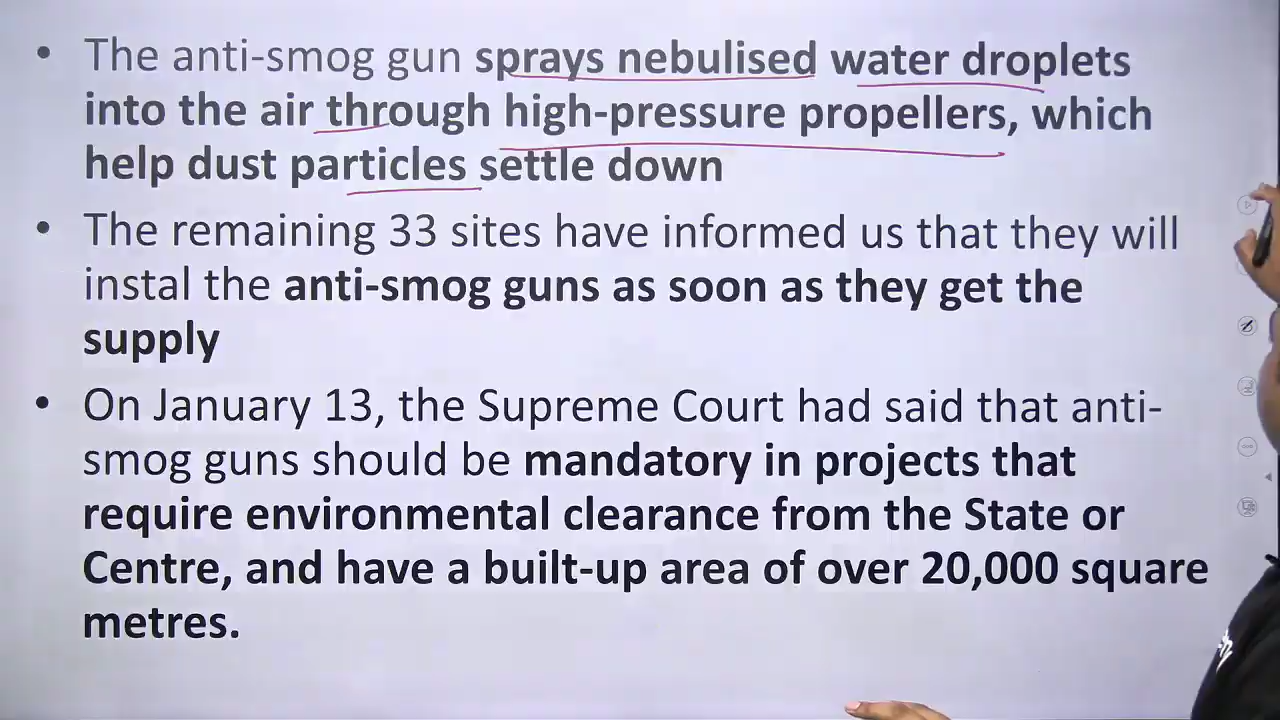 • The anti-smog gun sprays nebulised water droplets
into the air through high-pressure propellers, which
help dust particles settle down
• The remaining 33 sites have informed us that they will
instal the anti-smog guns as soon as they get the
supply
• On January 13, the Supreme Court had said that anti-
smog guns should be mandatory in projects that
require environmental clearance from the State or
Centre, and have a built-up area of over 20,000 square
metres.